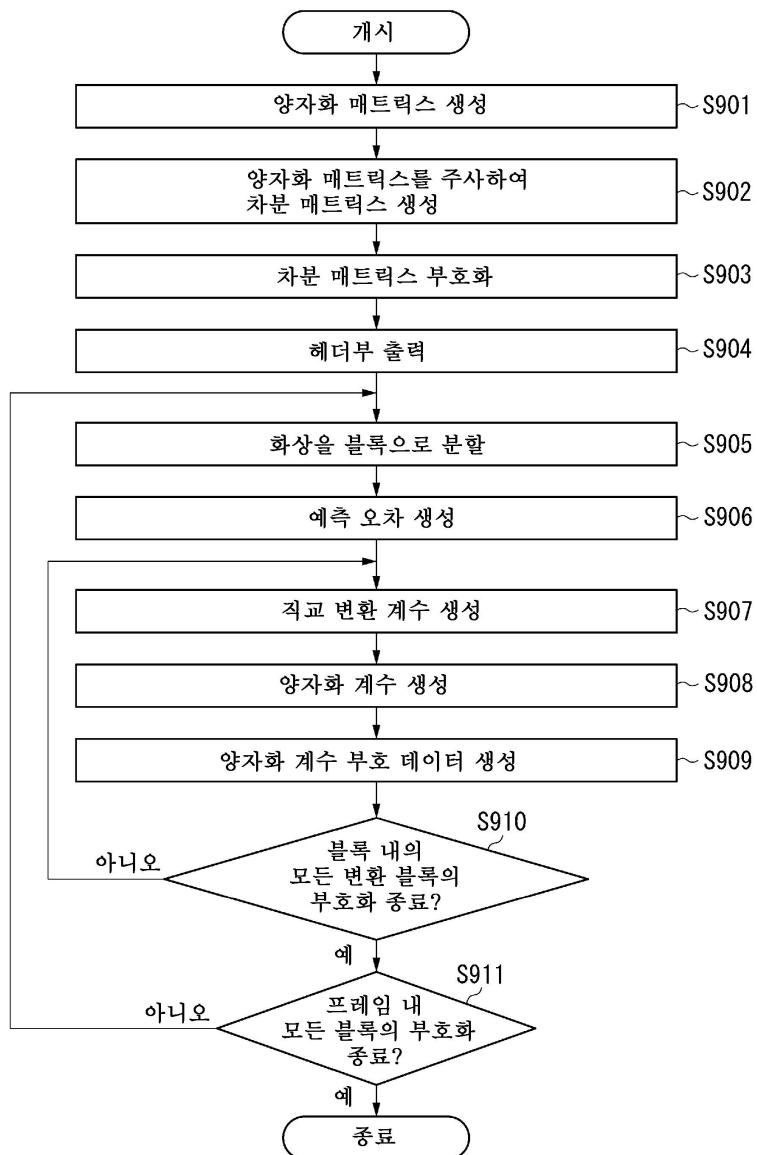 개시
양자화 매트릭스 생성
S901
양자화 매트릭스를 주사하여
차분 매트릭스 생성
S902
차분 매트릭스 부호화
S903
헤더부 출력
S904
화상을 블록으로 분할
S905
예측 오차 생성
S906
직교 변환 계수 생성
S907
양자화 계수 생성
S908
양자화 계수 부호 데이터 생성
S909
S910
블록 내의
모든 변환 블록의
부호화 종료?
아니오
예
S911
프레임 내
모든 블록의 부호화
종료?
아니오
예
종료